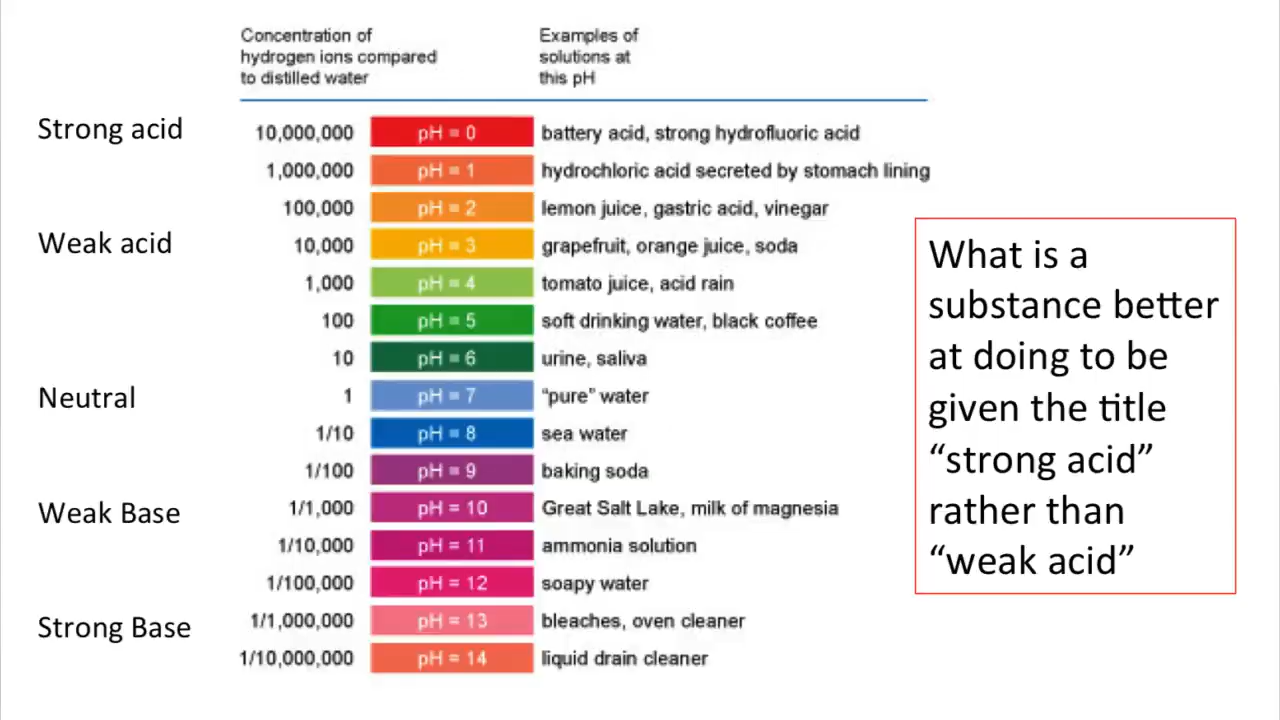 Concentration of
hydrogen ions compared
to distilled water
Examples of
solutions at
this pH
Strong acid
10,000,000 pH = 0 battery acid, strong hydrofluoric acid
1,000,000 pH = 1 hydrochloric acid secreted by stomach lining
100,000 pH = 2 lemon juice, gastric acid, vinegar
Weak acid
10,000 pH = 3 grapefruit, orange juice, soda
1,000 pH = 4 tomato juice, acid rain
100 pH = 5 soft drinking water, black coffee
10 pH = 6 urine, saliva
Neutral
1 pH = 7 “pure” water
1/10 pH = 8 sea water
1/100 pH = 9 baking soda
Weak Base
1/1,000 pH = 10 Great Salt Lake, milk of magnesia
1/10,000 pH = 11 ammonia solution
1/100,000 pH = 12 soapy water
Strong Base
1/1,000,000 pH = 13 bleaches, oven cleaner
1/10,000,000 pH = 14 liquid drain cleaner
What is a
substance better
at doing to be
given the title
“strong acid”
rather than
“weak acid”